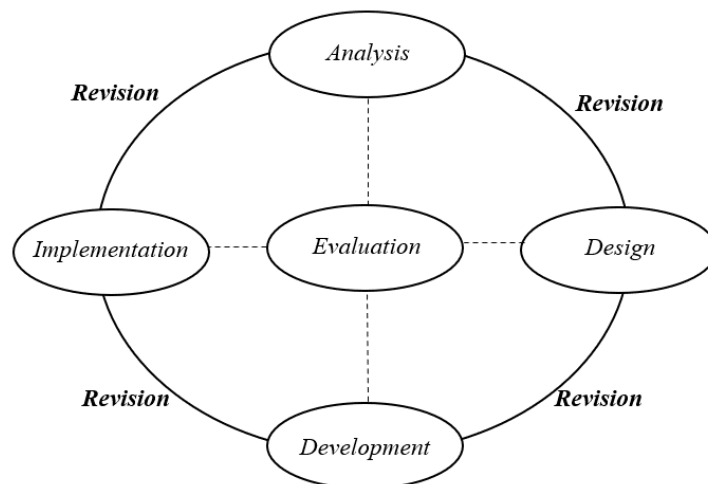 Analysis
Revision
Revision
Implementation
Evaluation
Design
Revision
Revision
Development